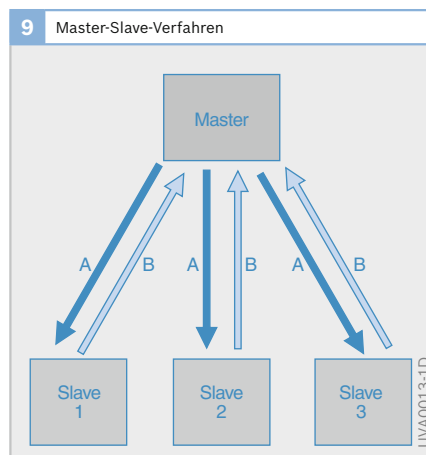 9 Master-Slave-Verfahren
Master
A B A B A B
Slave
1
Slave
2
Slave
3
UVA0013-1D